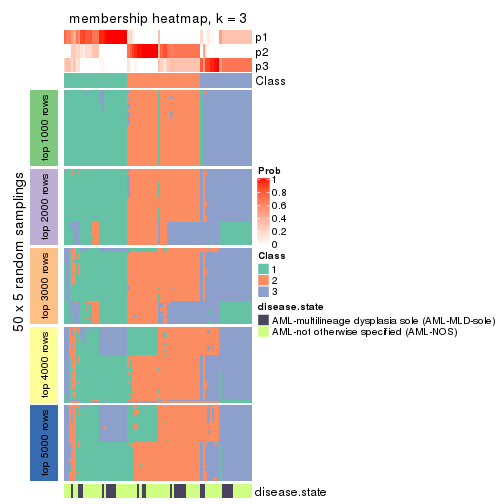 membership heatmap, k = 3
p1
p2
p3
Class
50 x 5 random samplings
top 1000 rows
top 2000 rows
top 3000 rows
top 4000 rows
top 5000 rows
Prob
1
0.8
0.6
0.4
0.2
0
Class
1
2
3
disease.state
AML-multilineage dysplasia sole (AML-MLD-sole)
AML-not otherwise specified (AML-NOS)
disease.state